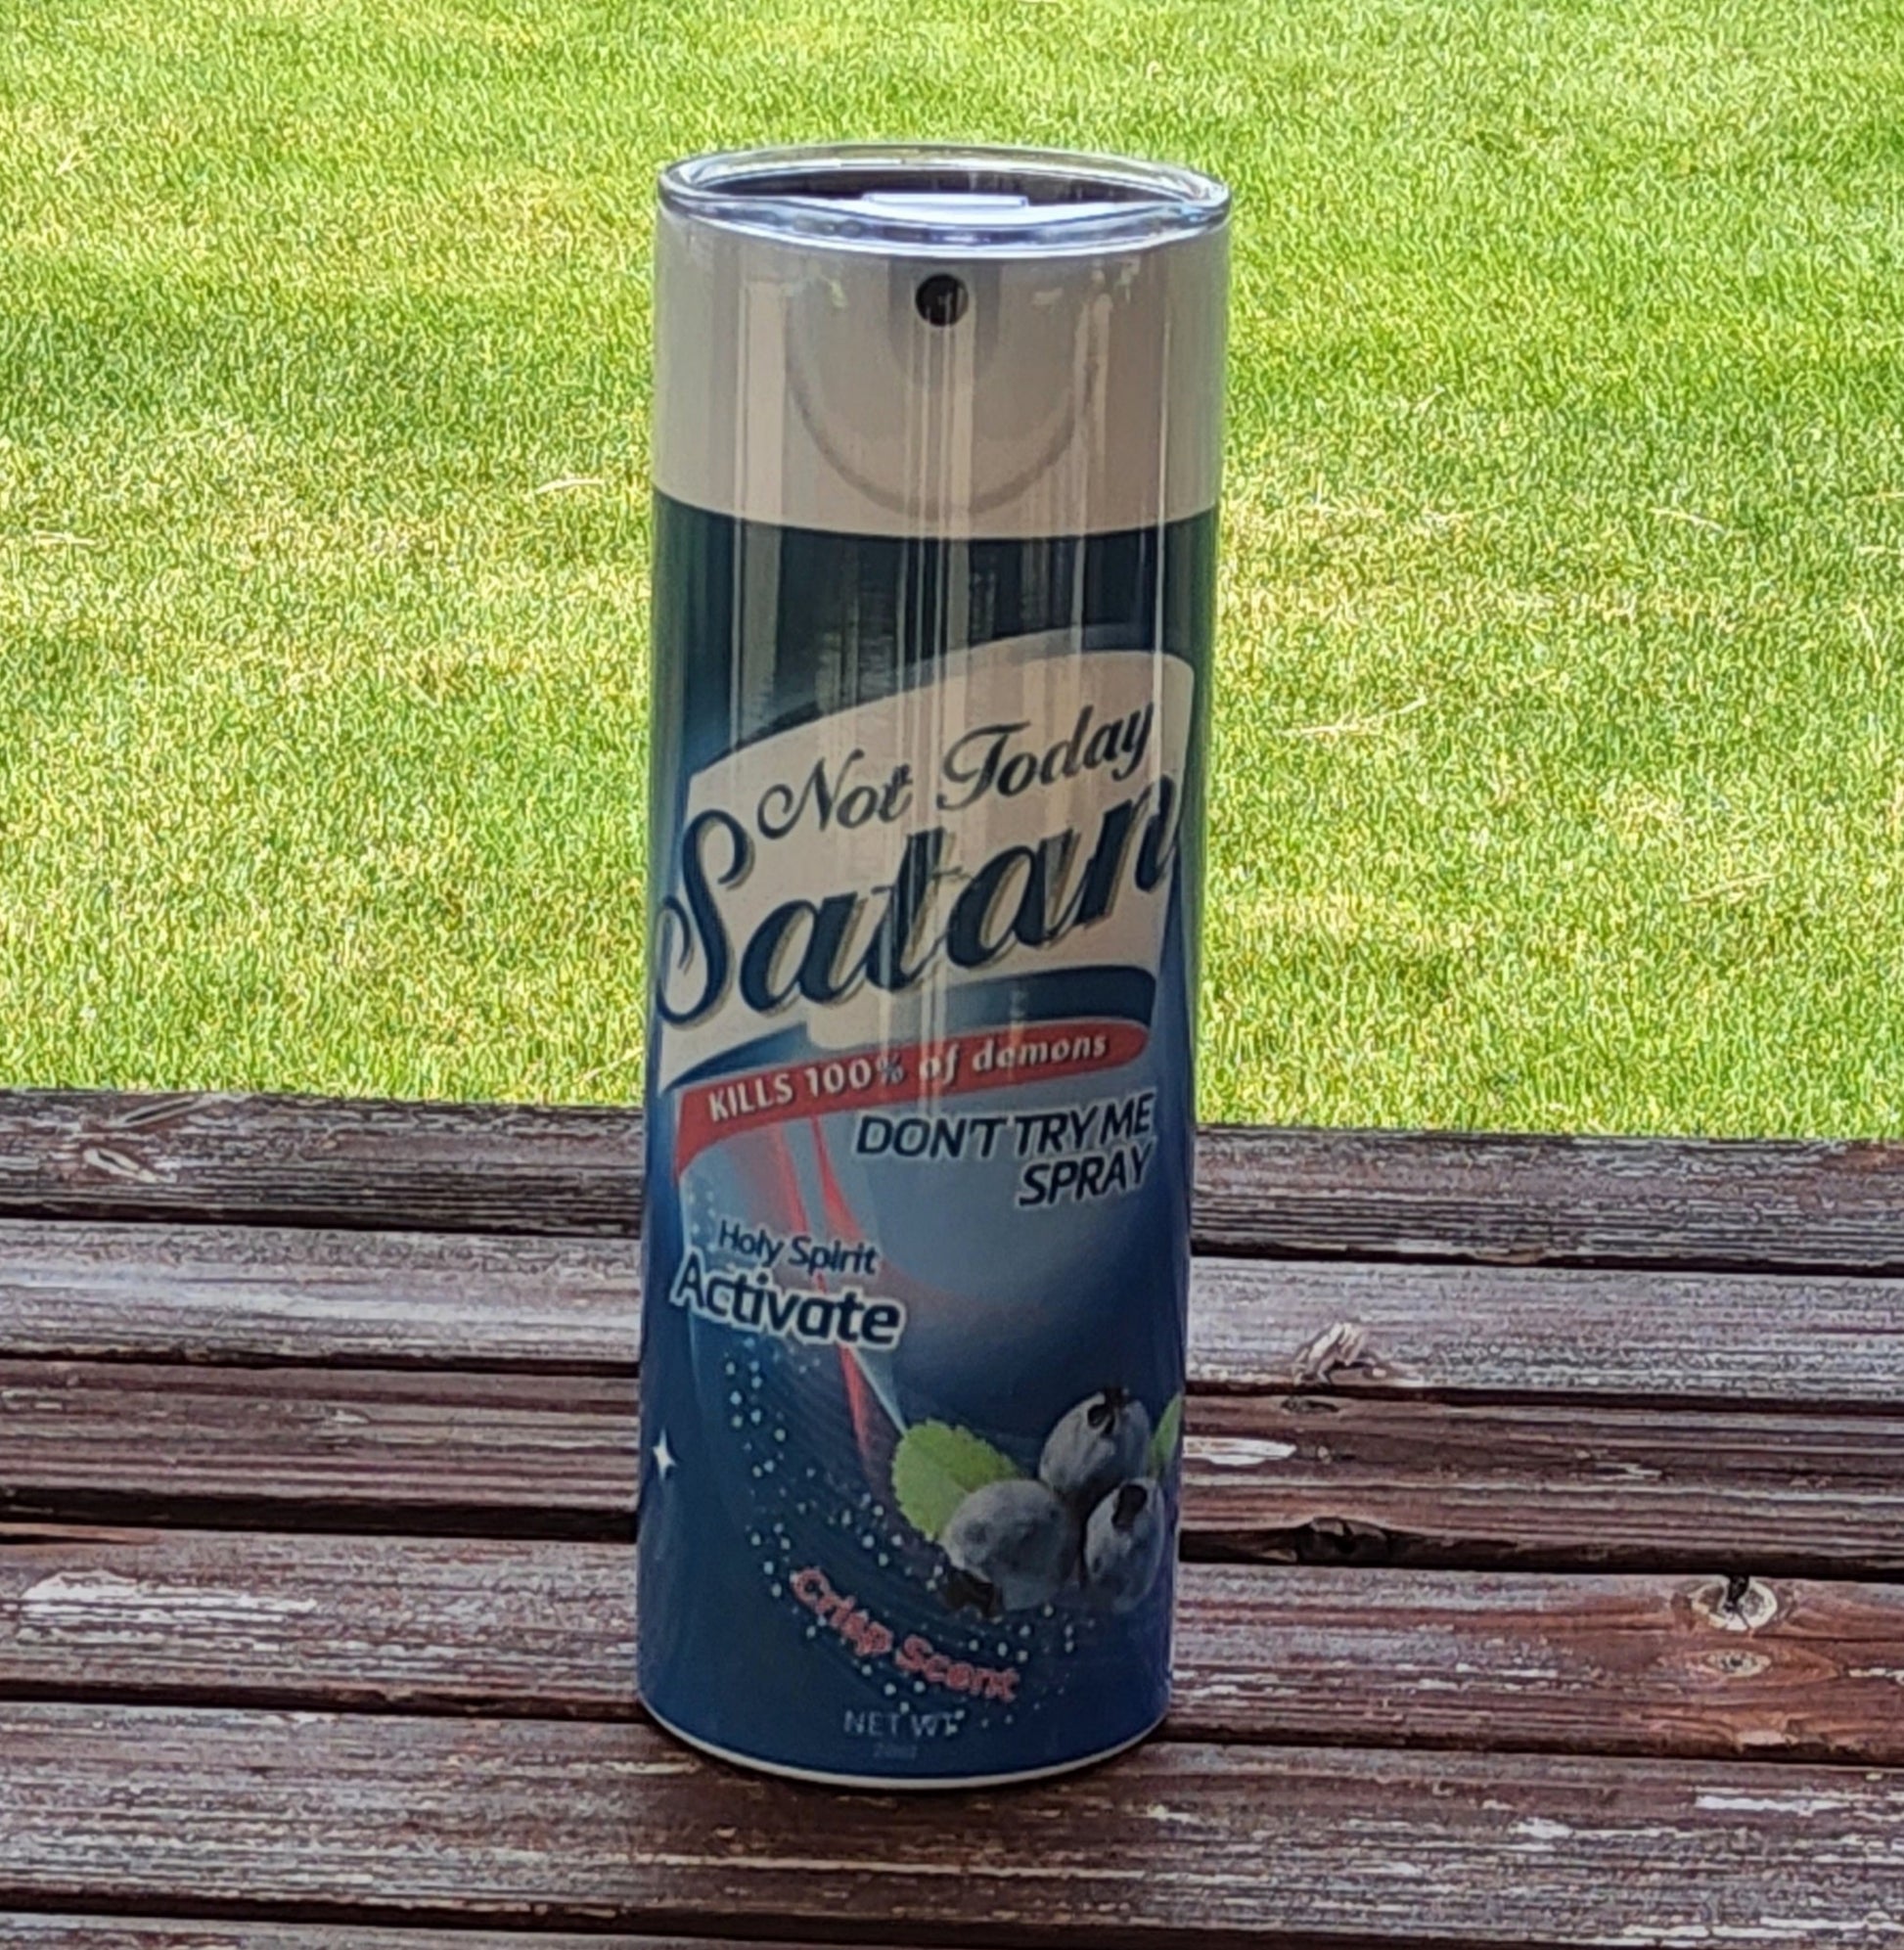 Not Today
Satan
KILLS 100% of demons
DON'T TRY ME
SPRAY
Holy Spirit
Activate
Crisp Scent
NET WT